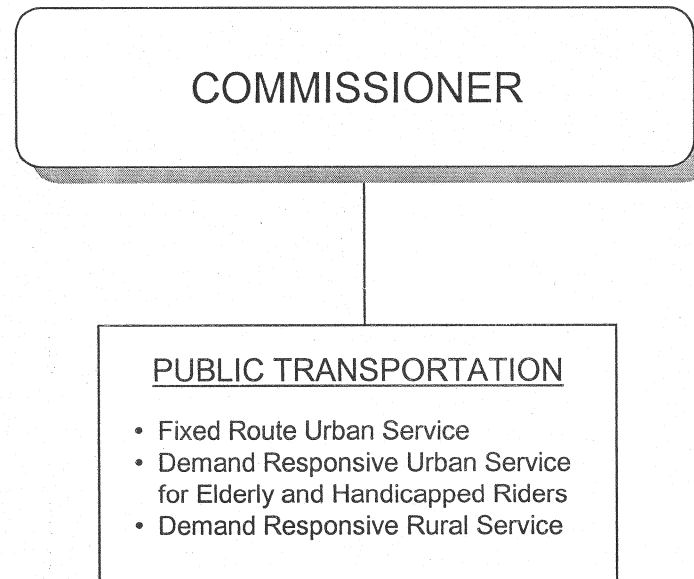 COMMISSIONER
PUBLIC TRANSPORTATION
• Fixed Route Urban Service
• Demand Responsive Urban Service
for Elderly and Handicapped Riders
• Demand Responsive Rural Service